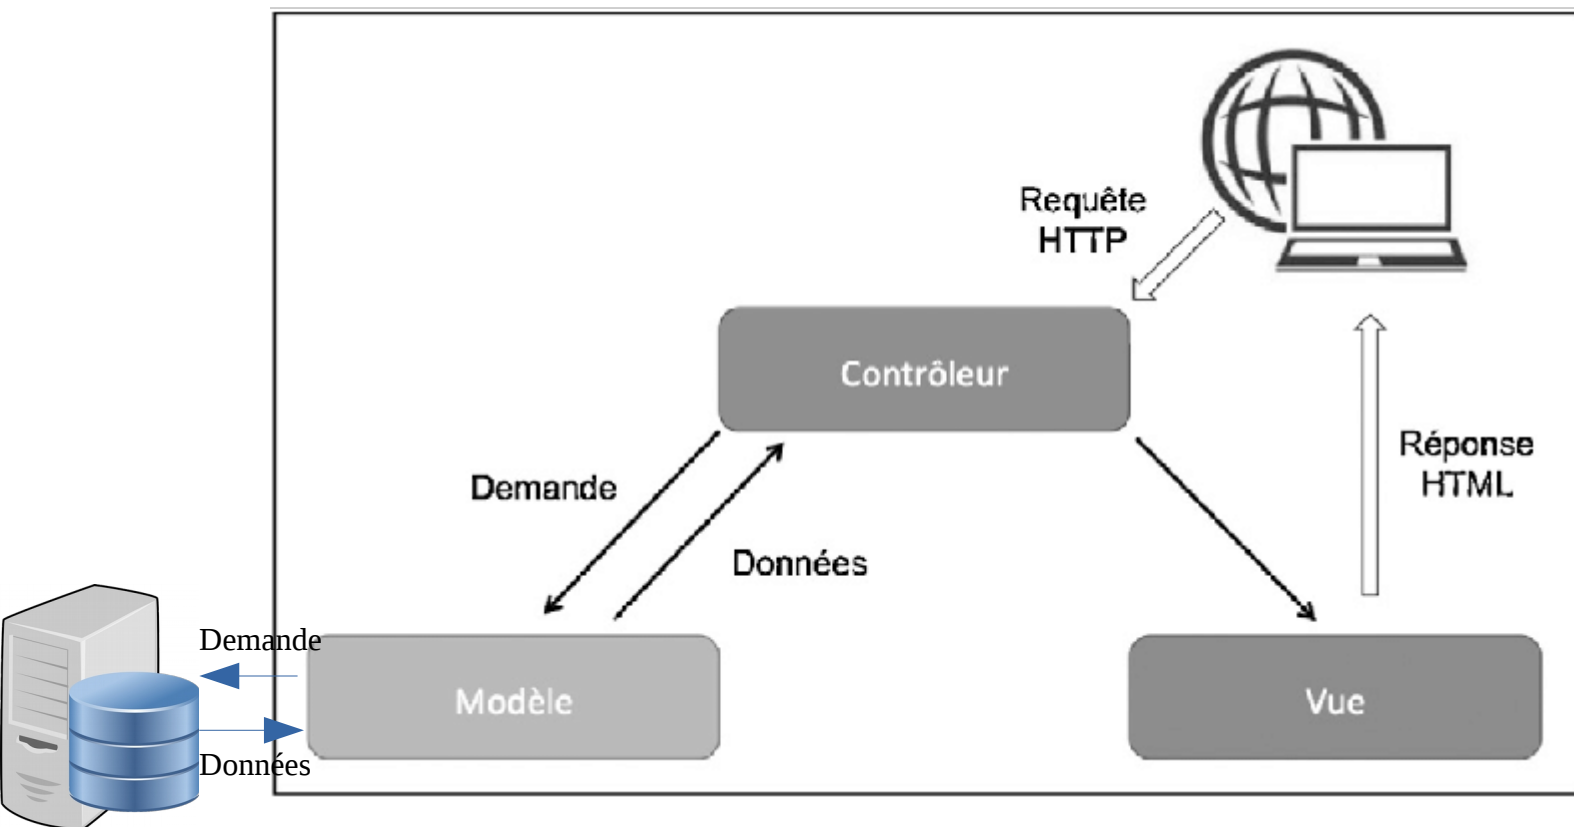 Requête
HTTP
Contrôleur
Demande
Données
Réponse
HTML
Demande
Données
Modèle
Vue